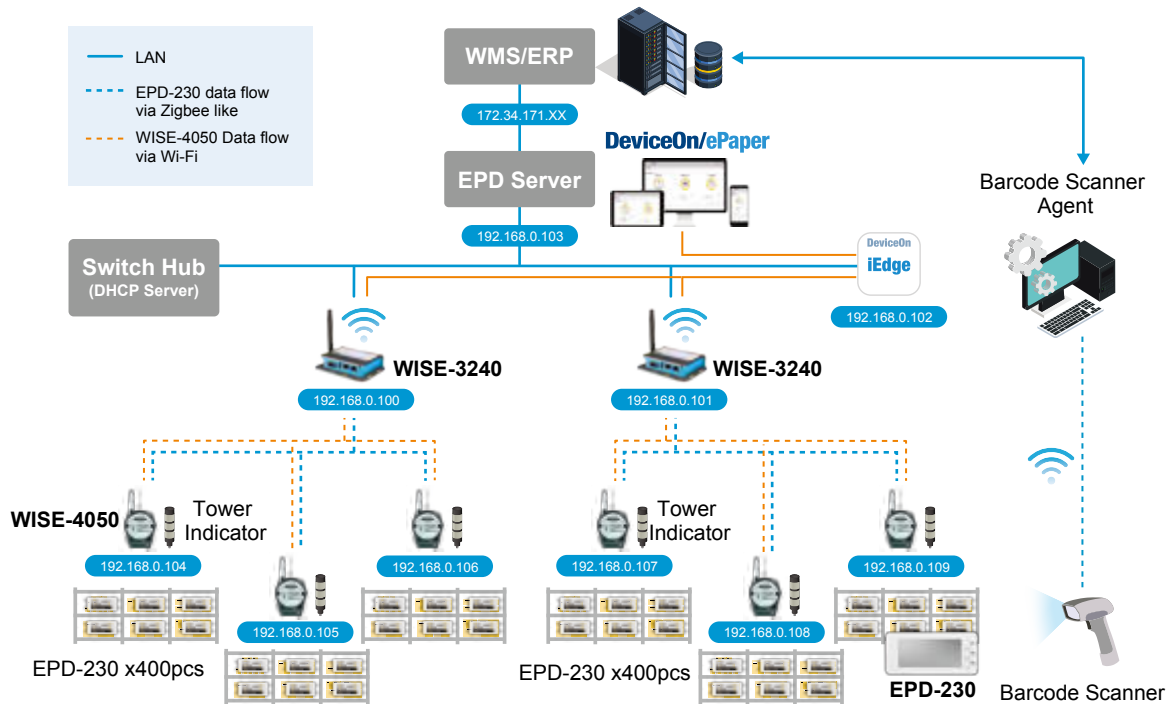 LAN
EPD-230 data flow
via Zigbee like
WISE-4050 Data flow
via Wi-Fi
WMS/ERP
172.34.171.XX
DeviceOn/ePaper
EPD Server
192.168.0.103
Barcode Scanner
Agent
Switch Hub
(DHCP Server)
DeviceOn
iEdge
192.168.0.102
WISE-3240
192.168.0.100
WISE-3240
192.168.0.101
WISE-4050
Tower
Indicator
192.168.0.104
192.168.0.105
192.168.0.106
EPD-230 x400pcs
Tower
Indicator
192.168.0.107
192.168.0.108
192.168.0.109
EPD-230 x400pcs
EPD-230
Barcode Scanner